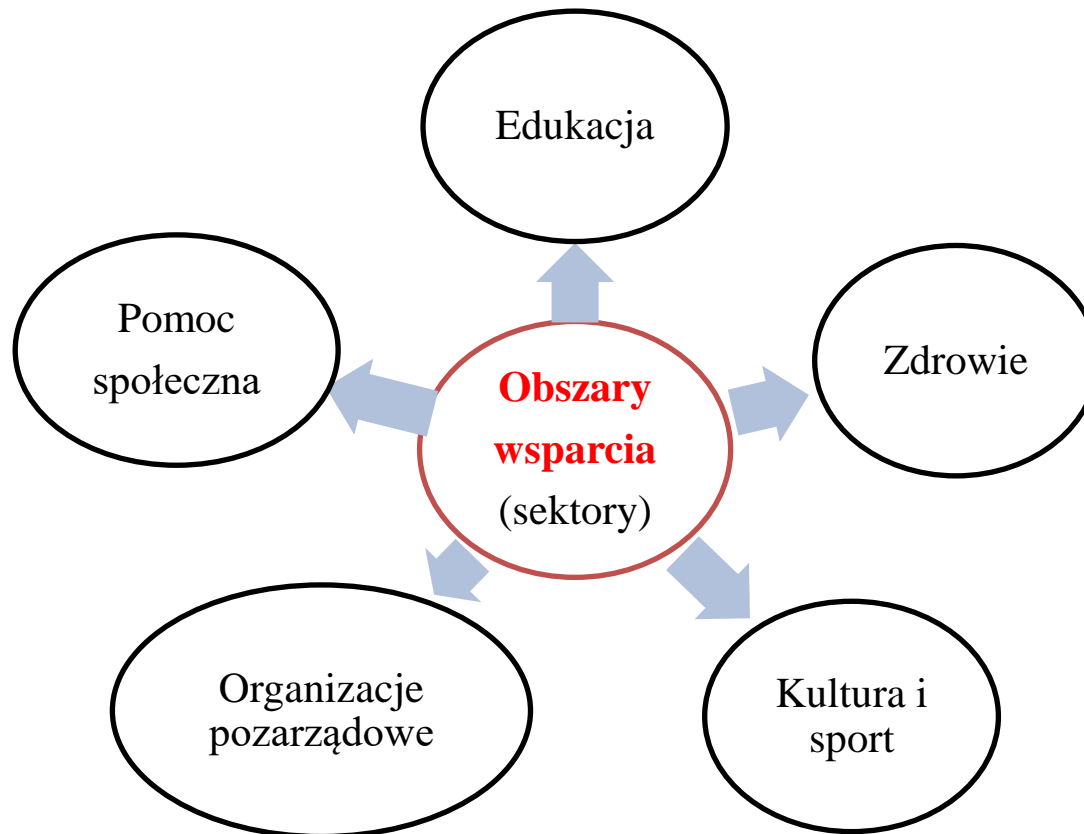 Edukacja
Pomoc
społeczna
Zdrowie
Obszary
wsparcia
(sektory)
Organizacje
pozarządowe
Kultura i
sport